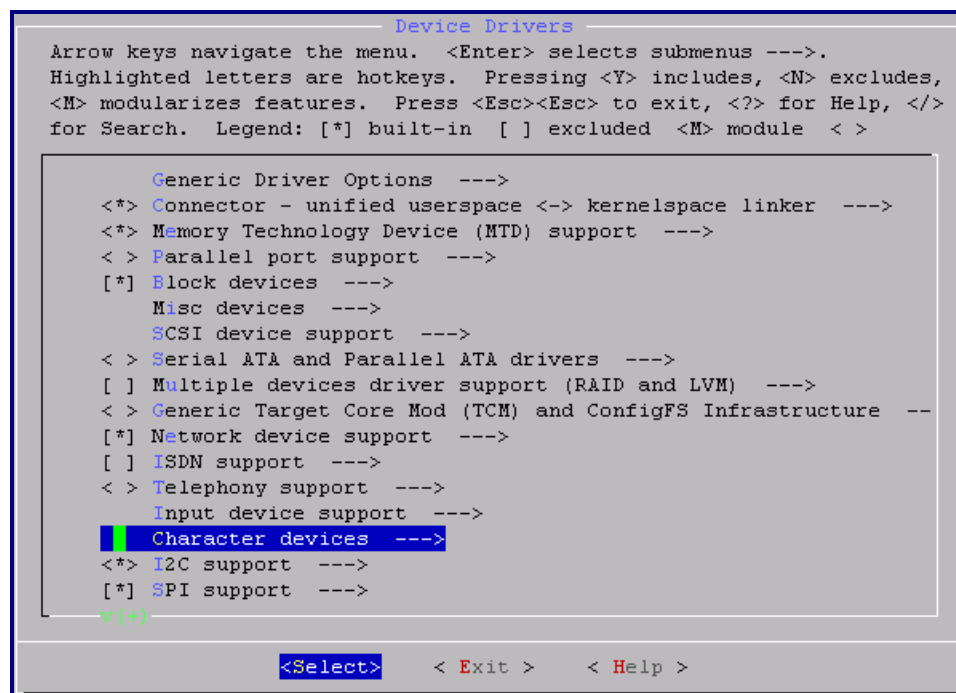 Device Drivers
Arrow keys navigate the menu.  <Enter> selects submenus --->.
Highlighted letters are hotkeys.  Pressing <Y> includes, <N> excludes,
<M> modularizes features.  Press <Esc><Esc> to exit, <?> for Help, </>
for Search.  Legend: [*] built-in  [ ] excluded  <M> module  < >
Generic Driver Options  --->
<*> Connector - unified userspace <-> kernelspace linker  --->
<*> Memory Technology Device (MTD) support  --->
< > Parallel port support  --->
[*] Block devices  --->
Misc devices  --->
SCSI device support  --->
< > Serial ATA and Parallel ATA drivers  --->
[ ] Multiple devices driver support (RAID and LVM)  --->
< > Generic Target Core Mod (TCM) and ConfigFS Infrastructure  --
[*] Network device support  --->
[ ] ISDN support  --->
< > Telephony support  --->
Input device support  --->
Character devices  --->
<*> I2C support  --->
[*] SPI support  --->
v(+)
<Select>    < Exit >    < Help >